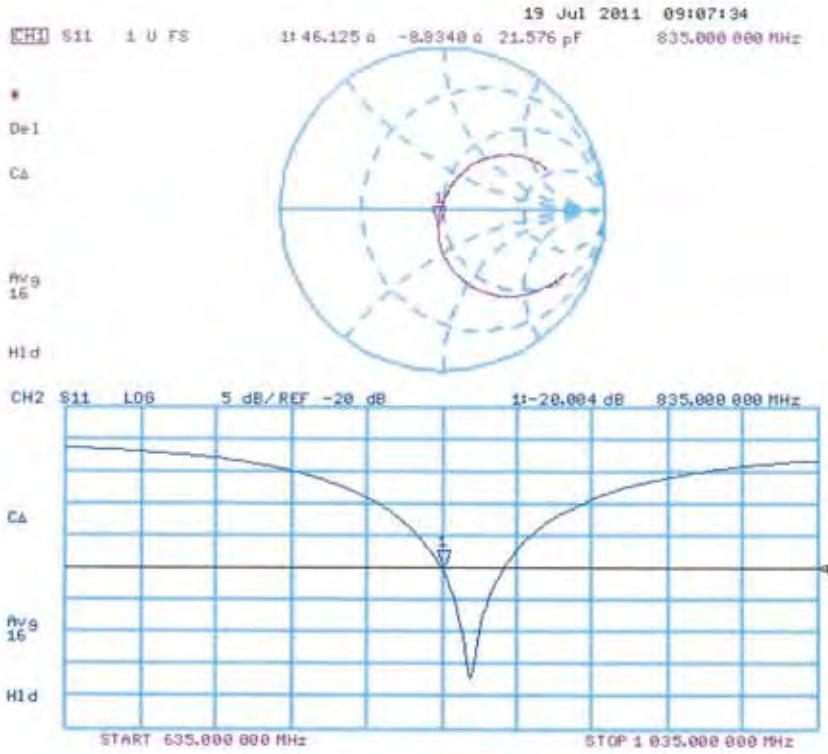 19 Jul 2011 09:07:34
CH1 S11 1 U FS 1: 46.125 Ω -8.8340 Ω 21.576 pF 835.000 000 MHz
*
Del
CΔ
1
Avg
16
Hld
CH2 S11 LOG 5 dB/REF -20 dB 1:-20.004 dB 835.000 000 MHz
CΔ
1
Avg
16
Hld
START 635.000 000 MHz STOP 1 035.000 000 MHz